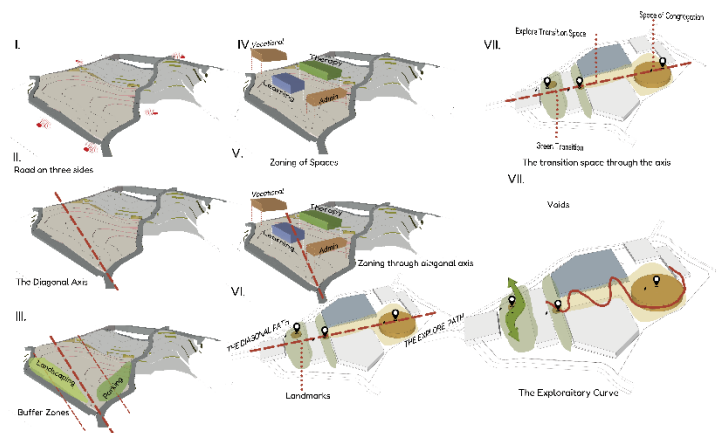 I.
Road on three sides
II.
The Diagonal Axis
III.
Landscaping
Parking
Buffer Zones
IV.
Vocational
Therapy
Learning
Admin
Zoning of Spaces
V.
Vocational
Therapy
Learning
Admin
Zoning through diagonal axis
VI.
THE DIAGONAL PATH
THE EXPLORE PATH
Landmarks
VII.
Explore Transition Space
Space of Congregation
Green Transition
The transition space through the axis
VII.
Voids
The Exploraitory Curve